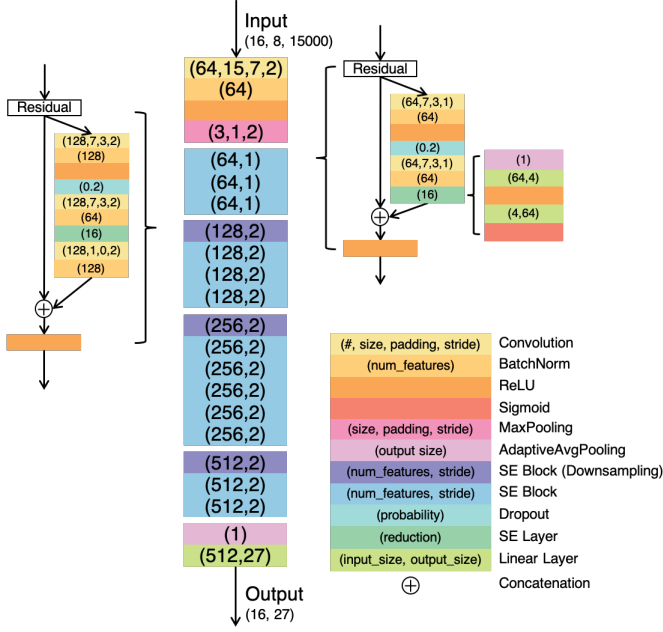 Input
(16, 8, 15000)
(64,15,7,2)
(64)
(3,1,2)
(64,1)
(64,1)
(64,1)
(128,2)
(128,2)
(128,2)
(128,2)
(256,2)
(256,2)
(256,2)
(256,2)
(256,2)
(256,2)
(512,2)
(512,2)
(512,2)
(1)
(512,27)
Output
(16, 27)
Residual
(128,7,3,2)
(128)
(0.2)
(128,7,3,2)
(64)
(16)
(128,1,0,2)
(128)
Residual
(64,7,3,1)
(64)
(0.2)
(64,7,3,1)
(64)
(16)
(1)
(64,4)
(4,64)
(#, size, padding, stride) Convolution
(num_features) BatchNorm
ReLU
Sigmoid
(size, padding, stride) MaxPooling
(output size) AdaptiveAvgPooling
(num_features, stride) SE Block (Downsampling)
(num_features, stride) SE Block
(probability) Dropout
(reduction) SE Layer
(input_size, output_size) Linear Layer
Concatenation